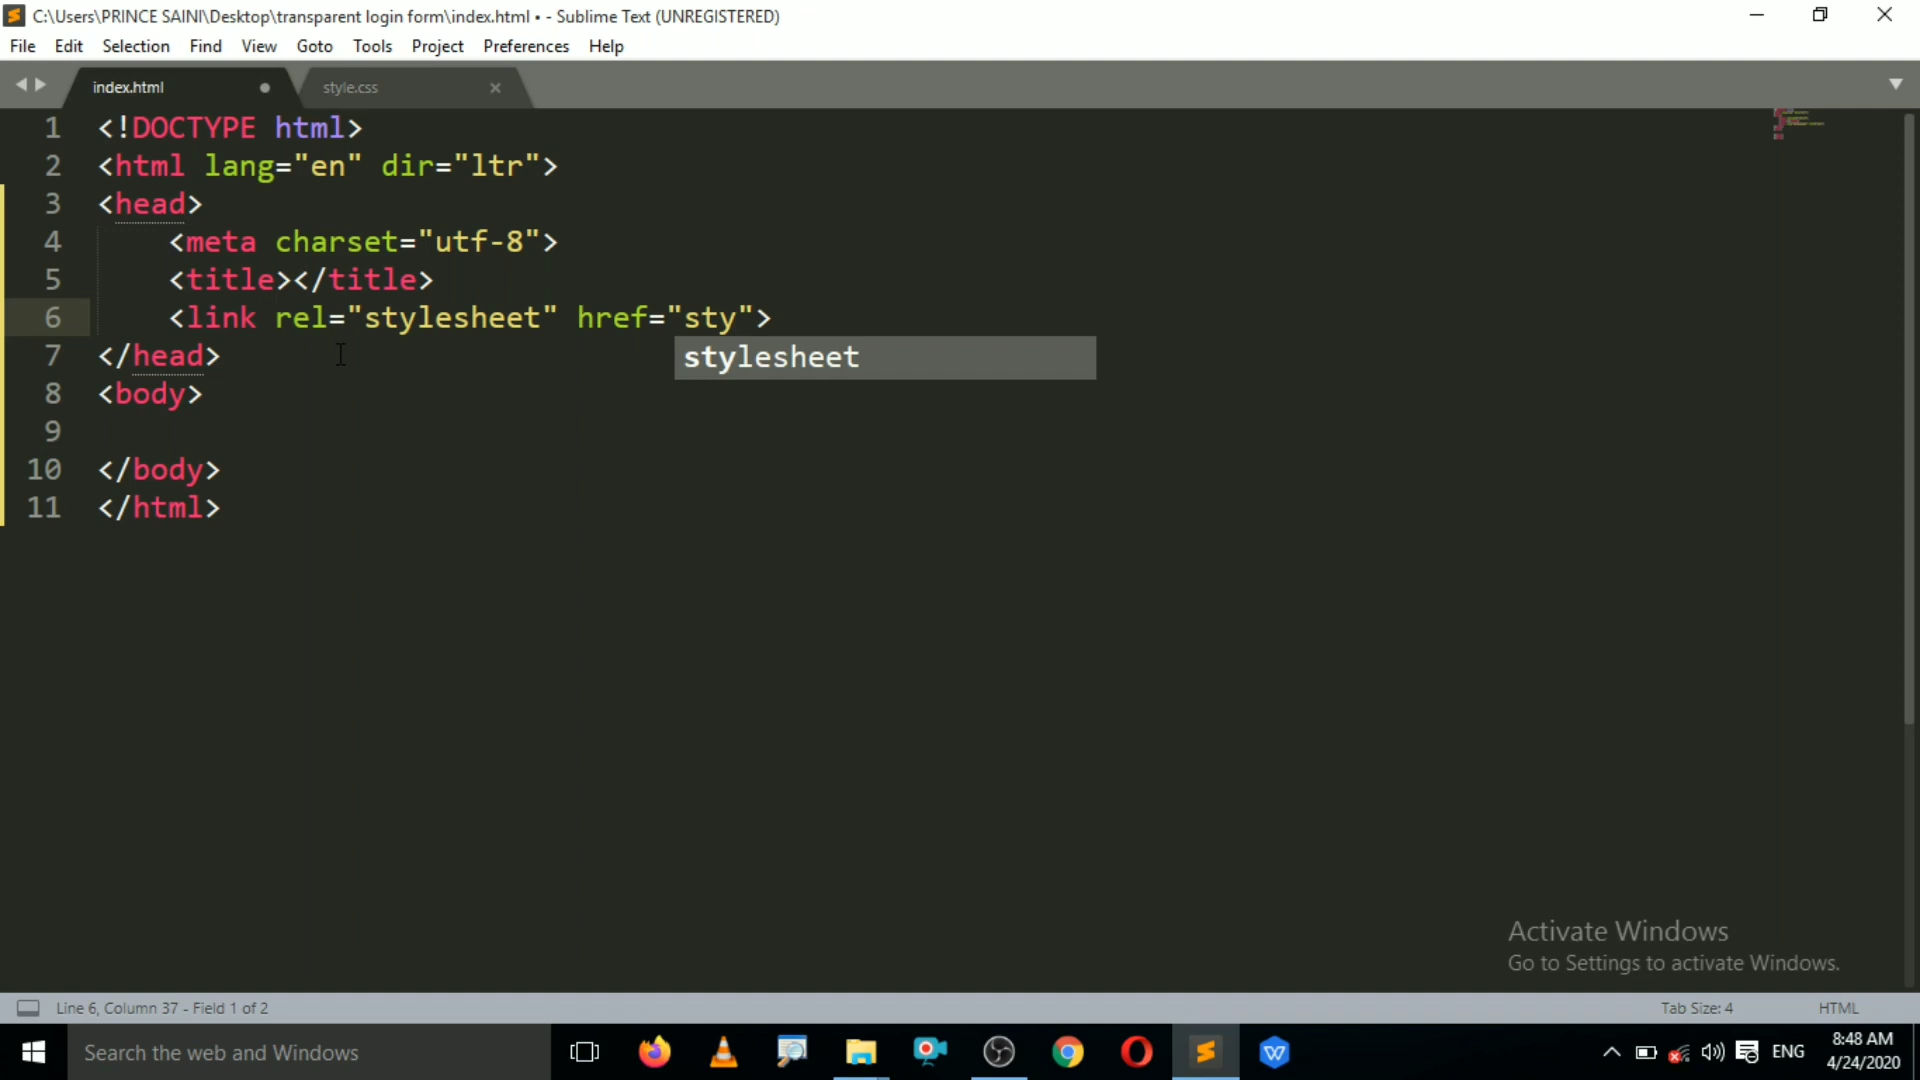 C:\Users\PRINCE SAINI\Desktop\transparent login form\index.html • - Sublime Text (UNREGISTERED)
File Edit Selection Find View Goto Tools Project Preferences Help
index.html style.css
1 <!DOCTYPE html>
2 <html lang="en" dir="ltr">
3 <head>
4 <meta charset="utf-8">
5 <title></title>
6 <link rel="stylesheet" href="sty">
7 </head>
stylesheet
8 <body>
9
10 </body>
11 </html>
Activate Windows
Go to Settings to activate Windows.
Line 6, Column 37 - Field 1 of 2 Tab Size: 4 HTML
Search the web and Windows ENG 8:48 AM
4/24/2020